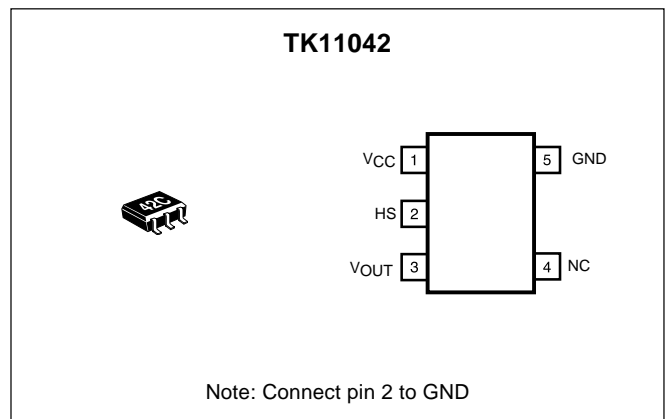 TK11042
42C
VCC 1 5 GND
HS 2
VOUT 3 4 NC
Note: Connect pin 2 to GND